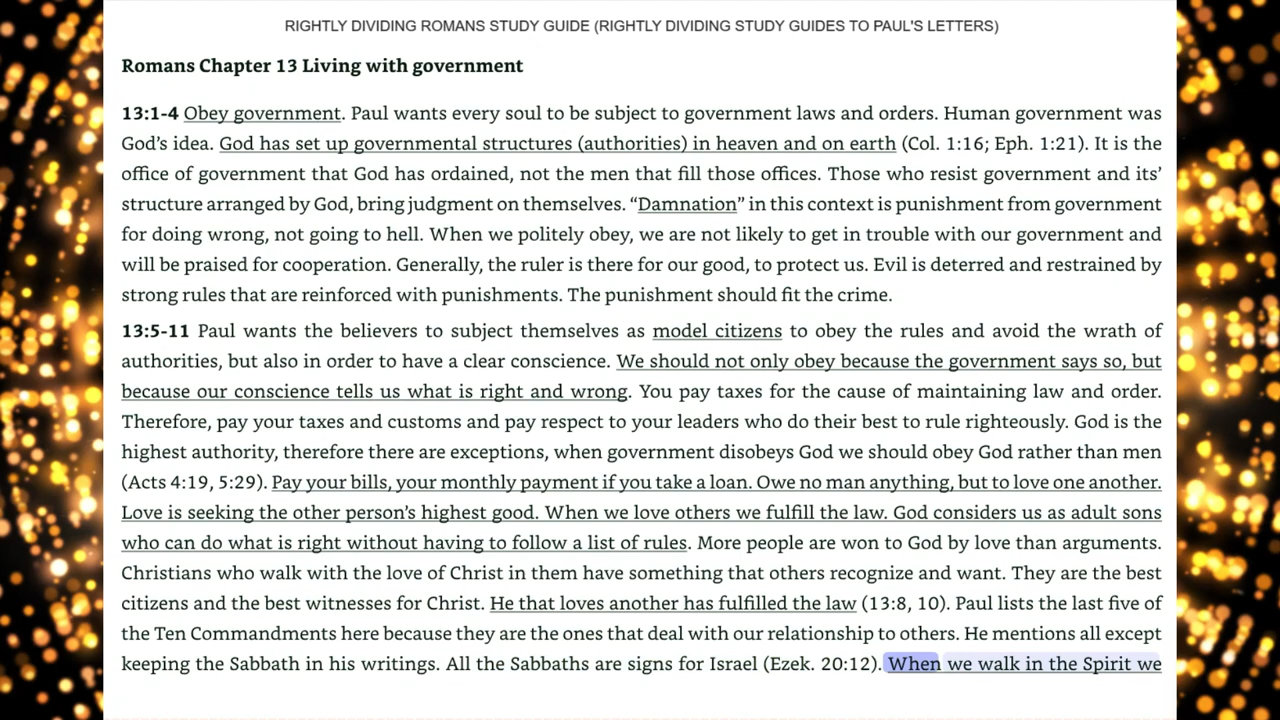 RIGHTLY DIVIDING ROMANS STUDY GUIDE (RIGHTLY DIVIDING STUDY GUIDES TO PAUL'S LETTERS)
Romans Chapter 13 Living with government
13:1-4 Obey government. Paul wants every soul to be subject to government laws and orders. Human government was
God’s idea. God has set up governmental structures (authorities) in heaven and on earth (Col. 1:16; Eph. 1:21). It is the
office of government that God has ordained, not the men that fill those offices. Those who resist government and its’
structure arranged by God, bring judgment on themselves. “Damnation” in this context is punishment from government
for doing wrong, not going to hell. When we politely obey, we are not likely to get in trouble with our government and
will be praised for cooperation. Generally, the ruler is there for our good, to protect us. Evil is deterred and restrained by
strong rules that are reinforced with punishments. The punishment should fit the crime.
13:5-11 Paul wants the believers to subject themselves as model citizens to obey the rules and avoid the wrath of
authorities, but also in order to have a clear conscience. We should not only obey because the government says so, but
because our conscience tells us what is right and wrong. You pay taxes for the cause of maintaining law and order.
Therefore, pay your taxes and customs and pay respect to your leaders who do their best to rule righteously. God is the
highest authority, therefore there are exceptions, when government disobeys God we should obey God rather than men
(Acts 4:19, 5:29). Pay your bills, your monthly payment if you take a loan. Owe no man anything, but to love one another.
Love is seeking the other person’s highest good. When we love others we fulfill the law. God considers us as adult sons
who can do what is right without having to follow a list of rules. More people are won to God by love than arguments.
Christians who walk with the love of Christ in them have something that others recognize and want. They are the best
citizens and the best witnesses for Christ. He that loves another has fulfilled the law (13:8, 10). Paul lists the last five of
the Ten Commandments here because they are the ones that deal with our relationship to others. He mentions all except
keeping the Sabbath in his writings. All the Sabbaths are signs for Israel (Ezek. 20:12). When we walk in the Spirit we